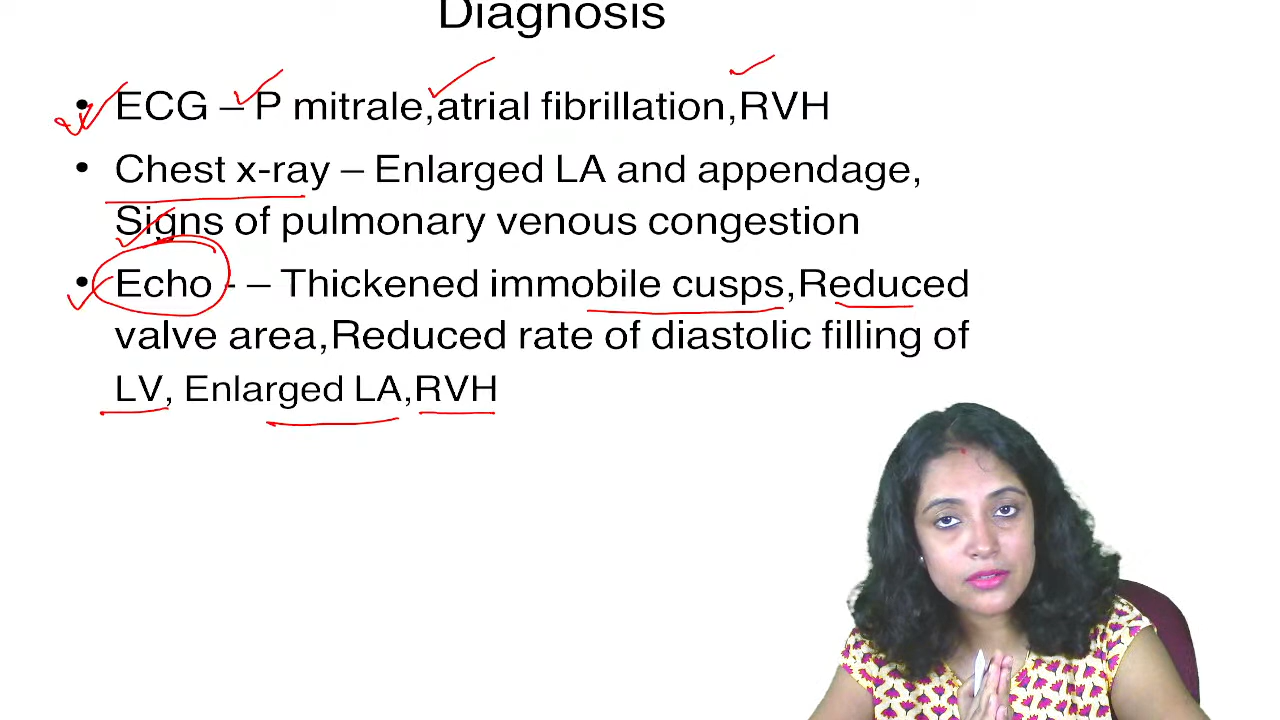 Diagnosis
• ECG – P mitrale,atrial fibrillation,RVH
• Chest x-ray – Enlarged LA and appendage,
Signs of pulmonary venous congestion
• Echo - – Thickened immobile cusps,Reduced
valve area,Reduced rate of diastolic filling of
LV, Enlarged LA,RVH